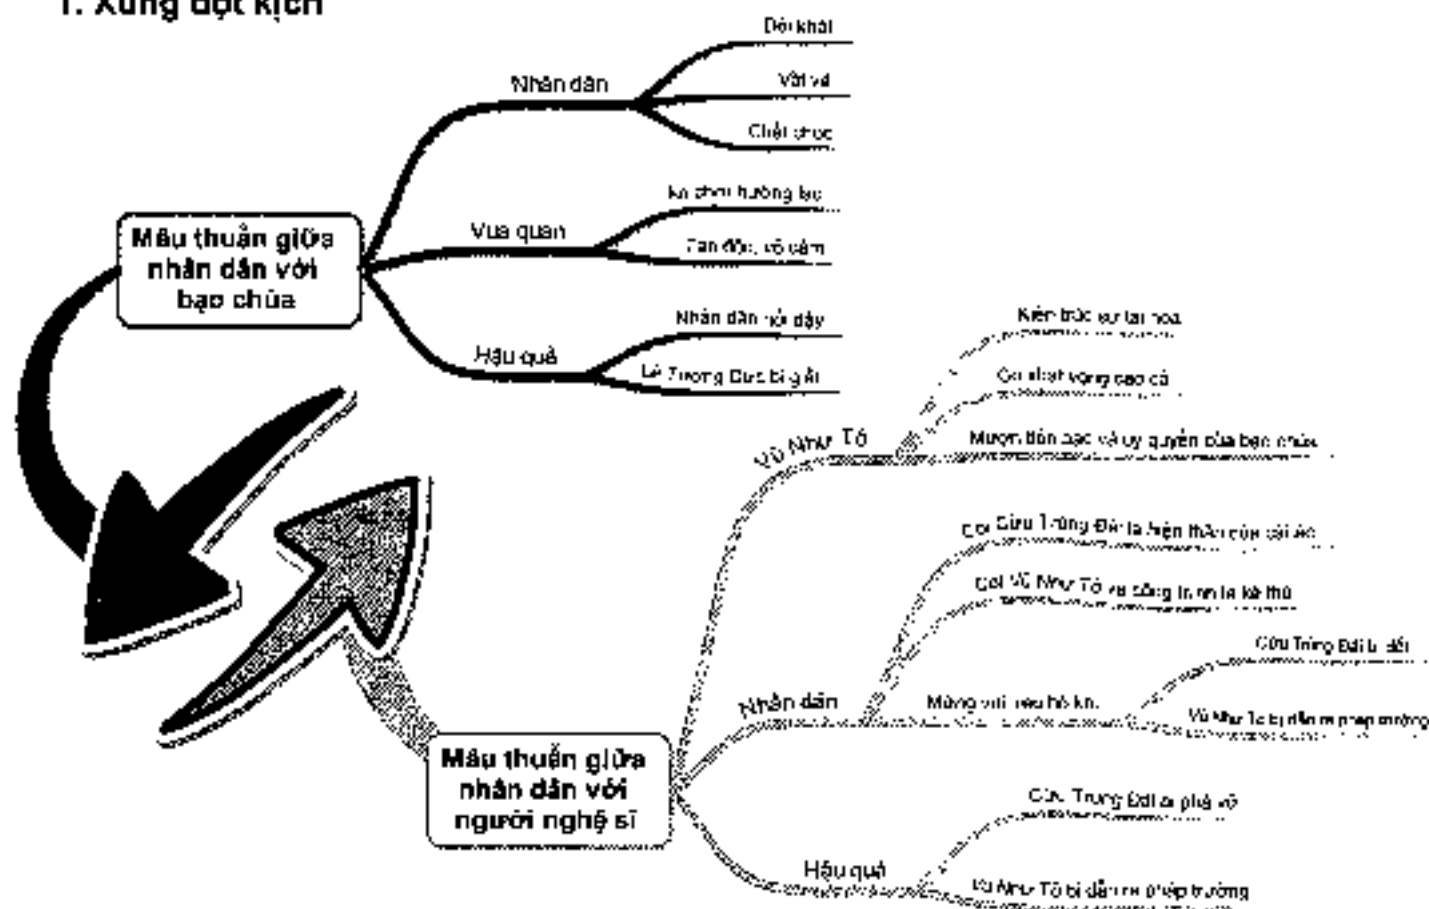 1. Xung đột kịch
Đói khát
Nhân dân
Vất vả
Chết chóc
Mâu thuẫn giữa
nhân dân với
bạo chúa
Vua quan
ăn chơi hưởng lạc
Tàn độc, vô cảm
Hậu quả
Nhân dân nổi dậy
Lê Tương Dực bị giết
Vũ Như Tô
Kiến trúc sư tài hoa
Có khát vọng cao cả
Mượn tiền bạc và uy quyền của bạo chúa
Mâu thuẫn giữa
nhân dân với
người nghệ sĩ
Nhân dân
Coi Cửu Trùng Đài là hiện thân của cái ác
Coi Vũ Như Tô và công trình là kẻ thù
Mừng vui, reo hò khi
Cửu Trùng Đài bị đốt
Vũ Như Tô bị dẫn ra pháp trường
Hậu quả
Cửu Trùng Đài bị phá vỡ
Vũ Như Tô bị dẫn ra pháp trường